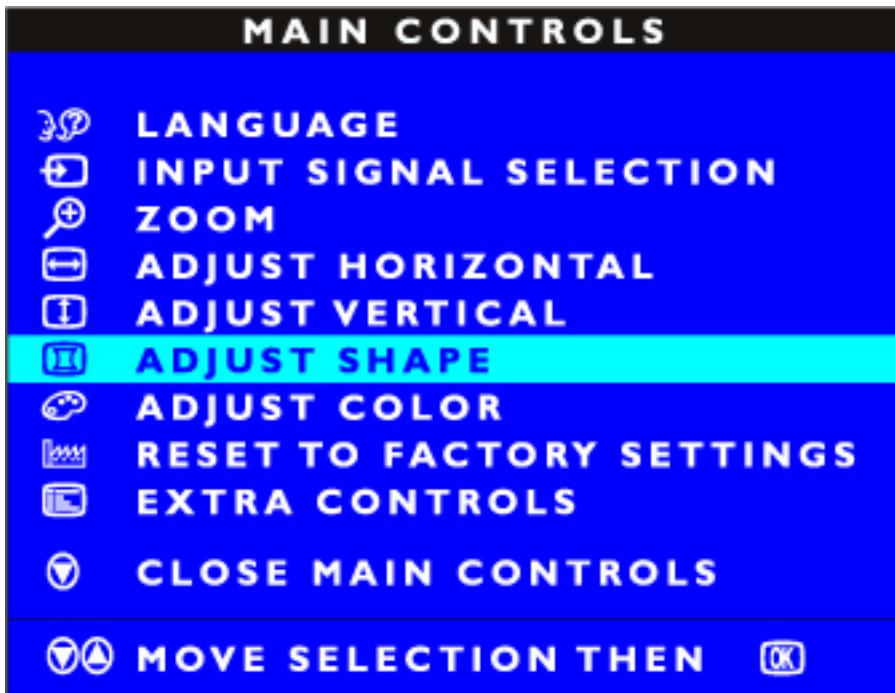 MAIN CONTROLS
LANGUAGE
INPUT SIGNAL SELECTION
ZOOM
ADJUST HORIZONTAL
ADJUST VERTICAL
ADJUST SHAPE
ADJUST COLOR
RESET TO FACTORY SETTINGS
EXTRA CONTROLS
CLOSE MAIN CONTROLS
MOVE SELECTION THEN OK